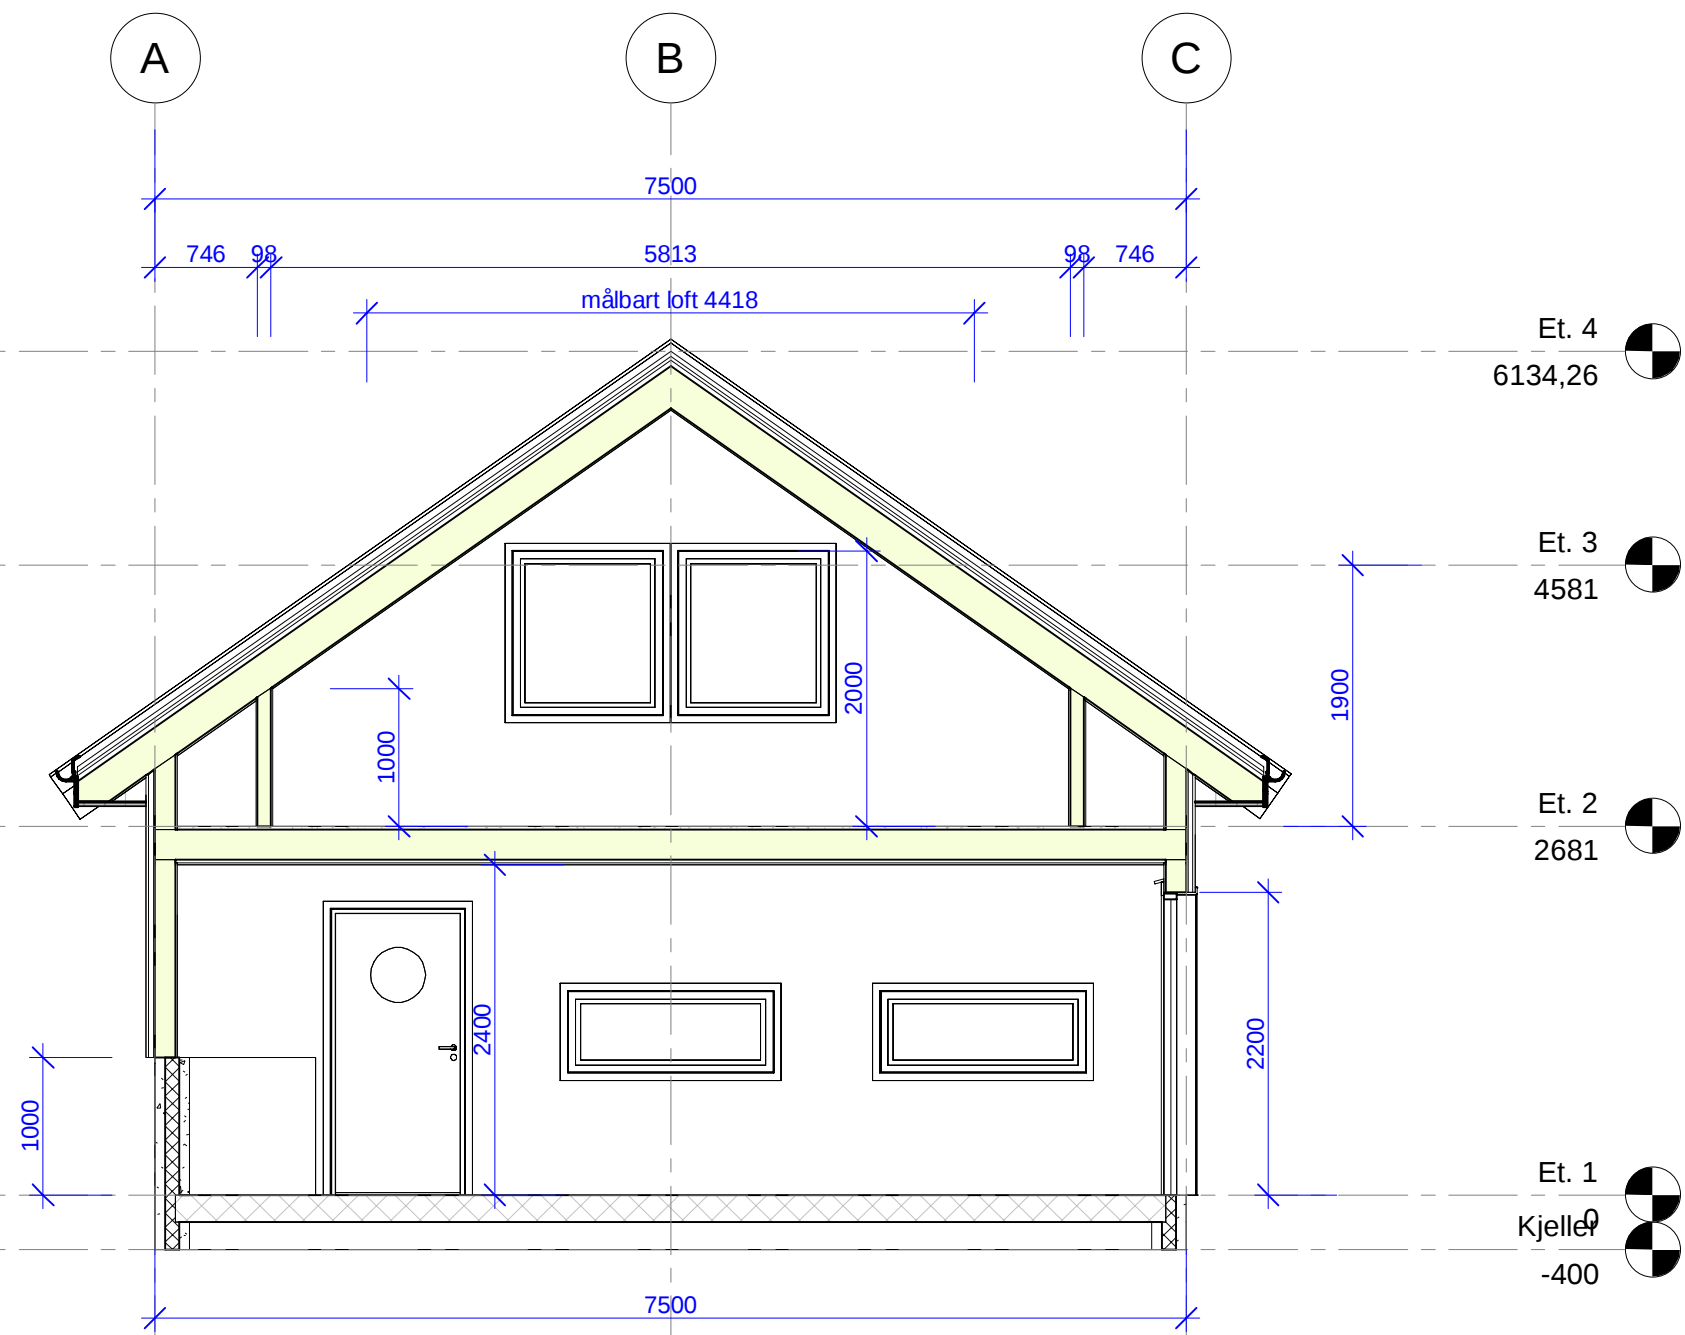 A
B
C
7500
746 98 5813 98 746
målbart loft 4418
Et. 4
6134,26
Et. 3
4581
2000
1900
1000
Et. 2
2681
2400
2200
1000
Et. 1
0
Kjeller
-400
7500